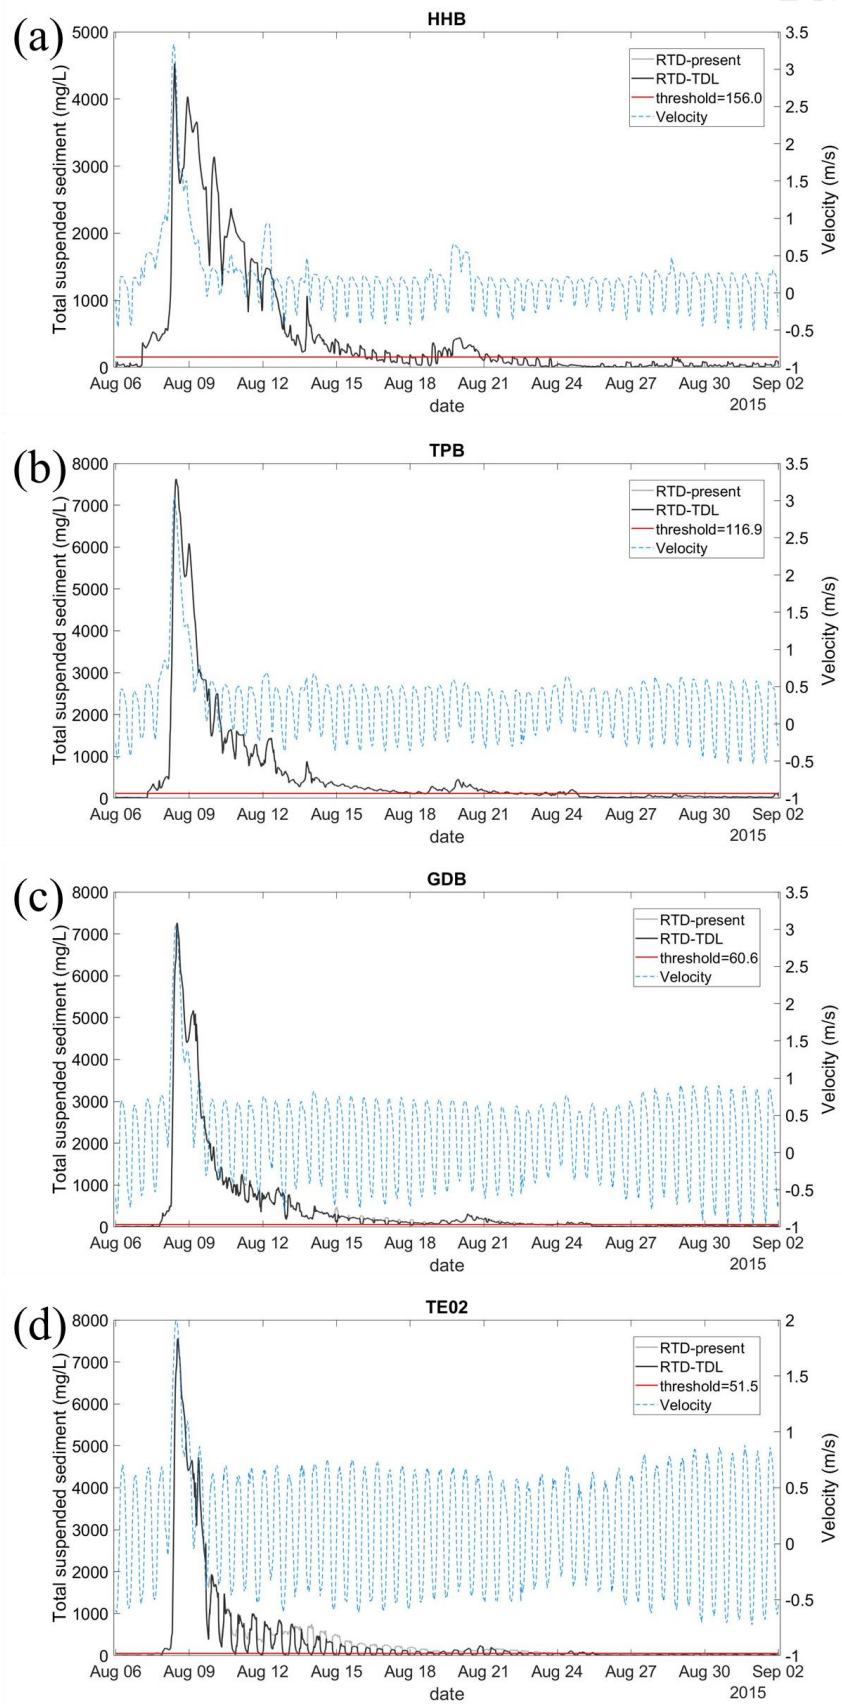 (a)
HHB
Total suspended sediment (mg/L)
5000
4000
3000
2000
1000
0
3.5
3
2.5
2
1.5
1
0.5
0
-0.5
-1
Velocity (m/s)
RTD-present
RTD-TDL
threshold=156.0
Velocity
Aug 06 Aug 09 Aug 12 Aug 15 Aug 18 Aug 21 Aug 24 Aug 27 Aug 30 Sep 02
date 2015
(b)
TPB
Total suspended sediment (mg/L)
8000
7000
6000
5000
4000
3000
2000
1000
0
3.5
3
2.5
2
1.5
1
0.5
0
-0.5
-1
Velocity (m/s)
RTD-present
RTD-TDL
threshold=116.9
Velocity
Aug 06 Aug 09 Aug 12 Aug 15 Aug 18 Aug 21 Aug 24 Aug 27 Aug 30 Sep 02
date 2015
(c)
GDB
Total suspended sediment (mg/L)
8000
7000
6000
5000
4000
3000
2000
1000
0
3.5
3
2.5
2
1.5
1
0.5
0
-0.5
-1
Velocity (m/s)
RTD-present
RTD-TDL
threshold=60.6
Velocity
Aug 06 Aug 09 Aug 12 Aug 15 Aug 18 Aug 21 Aug 24 Aug 27 Aug 30 Sep 02
date 2015
(d)
TE02
Total suspended sediment (mg/L)
8000
7000
6000
5000
4000
3000
2000
1000
0
2
1.5
1
0.5
0
-0.5
-1
Velocity (m/s)
RTD-present
RTD-TDL
threshold=51.5
Velocity
Aug 06 Aug 09 Aug 12 Aug 15 Aug 18 Aug 21 Aug 24 Aug 27 Aug 30 Sep 02
date 2015